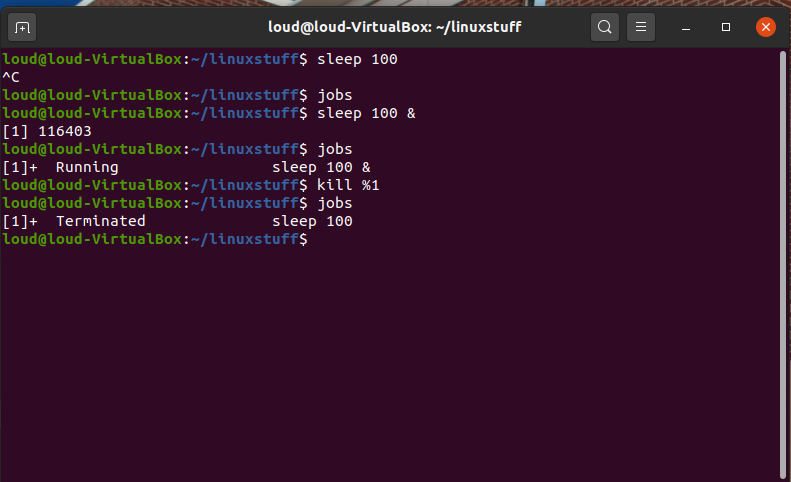 loud@loud-VirtualBox: ~/linuxstuff
loud@loud-VirtualBox:~/linuxstuff$ sleep 100
^C
loud@loud-VirtualBox:~/linuxstuff$ jobs
loud@loud-VirtualBox:~/linuxstuff$ sleep 100 &
[1] 116403
loud@loud-VirtualBox:~/linuxstuff$ jobs
[1]+  Running                 sleep 100 &
loud@loud-VirtualBox:~/linuxstuff$ kill %1
loud@loud-VirtualBox:~/linuxstuff$ jobs
[1]+  Terminated              sleep 100
loud@loud-VirtualBox:~/linuxstuff$